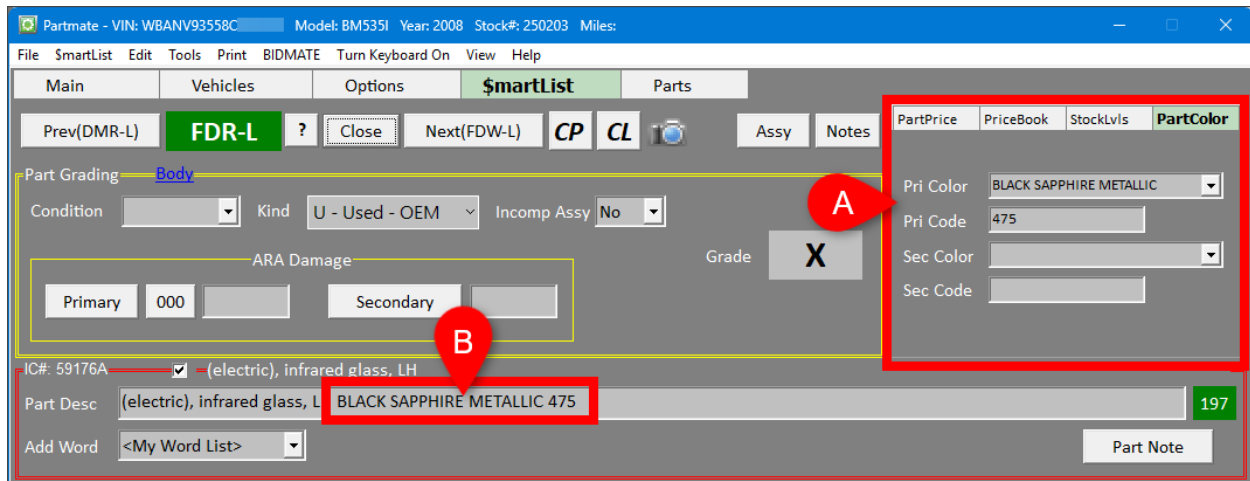 Partmate - VIN: WBANV93558C Model: BM535I Year: 2008 Stock#: 250203 Miles:
File $martList Edit Tools Print BIDMATE Turn Keyboard On View Help
Main Vehicles Options $martList Parts
Prev(DMR-L) FDR-L ? Close Next(FDW-L) CP CL Assy Notes
PartPrice PriceBook StockLvls PartColor
Part Grading Body
Condition Kind U - Used - OEM Incomp Assy No
Grade X
ARA Damage
Primary 000 Secondary
A
Pri Color BLACK SAPPHIRE METALLIC
Pri Code 475
Sec Color
Sec Code
B
IC#: 59176A (electric), infrared glass, LH
Part Desc (electric), infrared glass, L BLACK SAPPHIRE METALLIC 475 197
Add Word <My Word List> Part Note